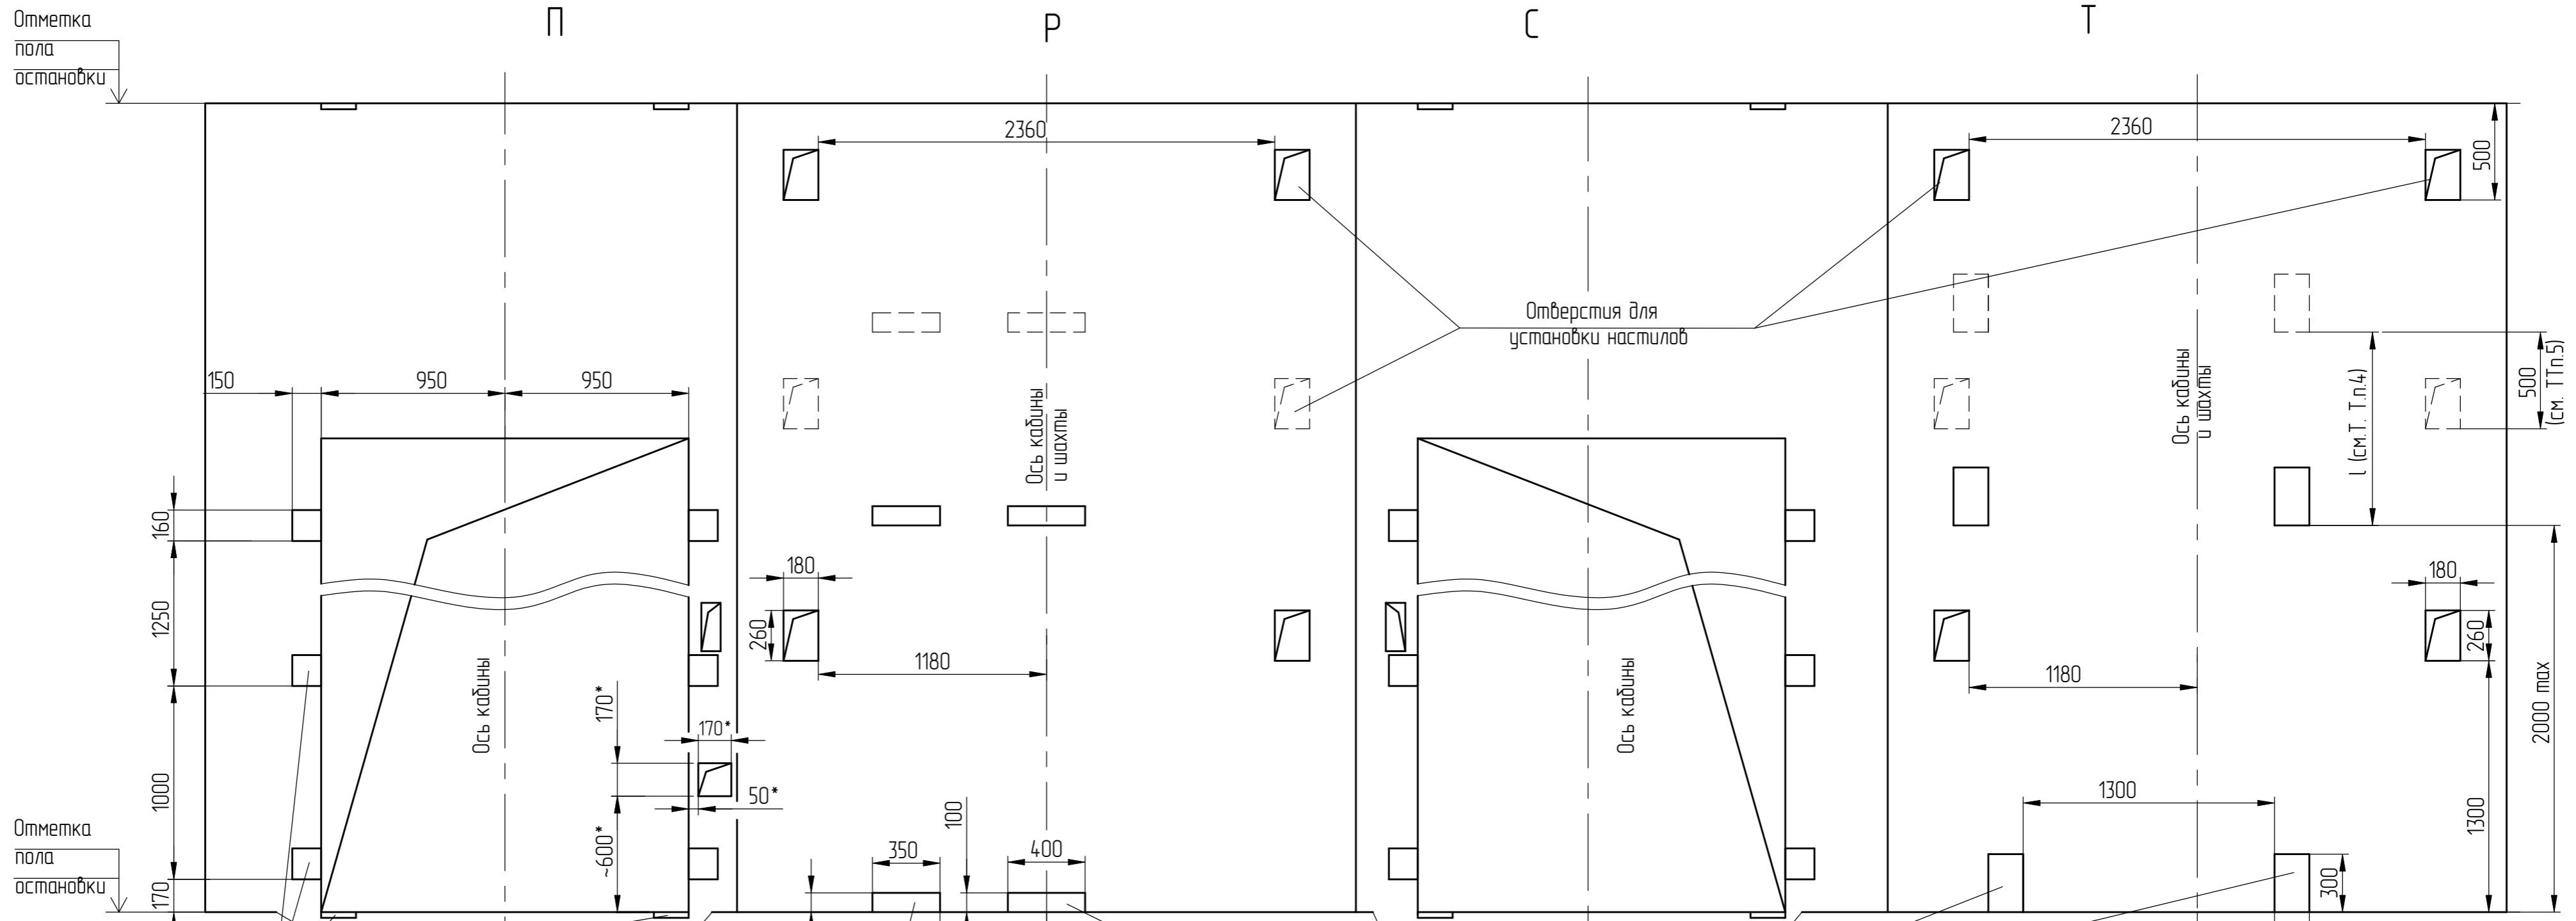 П
Р
С
Т
Отметка
пола
остановки
2360
2360
500
Отверстия для
установки настилов
150
950
950
Ось кабины
и шахты
Ось кабины
и шахты
l (см.Т. Т.п.4)
500
(см. ТТп.5)
160
1250
1000
170
180
260
1180
180
260
1180
2000 max
1300
Ось кабины
170*
170*
50*
~600*
Ось кабины
100
350
400
1300
300
Отметка
пола
остановки